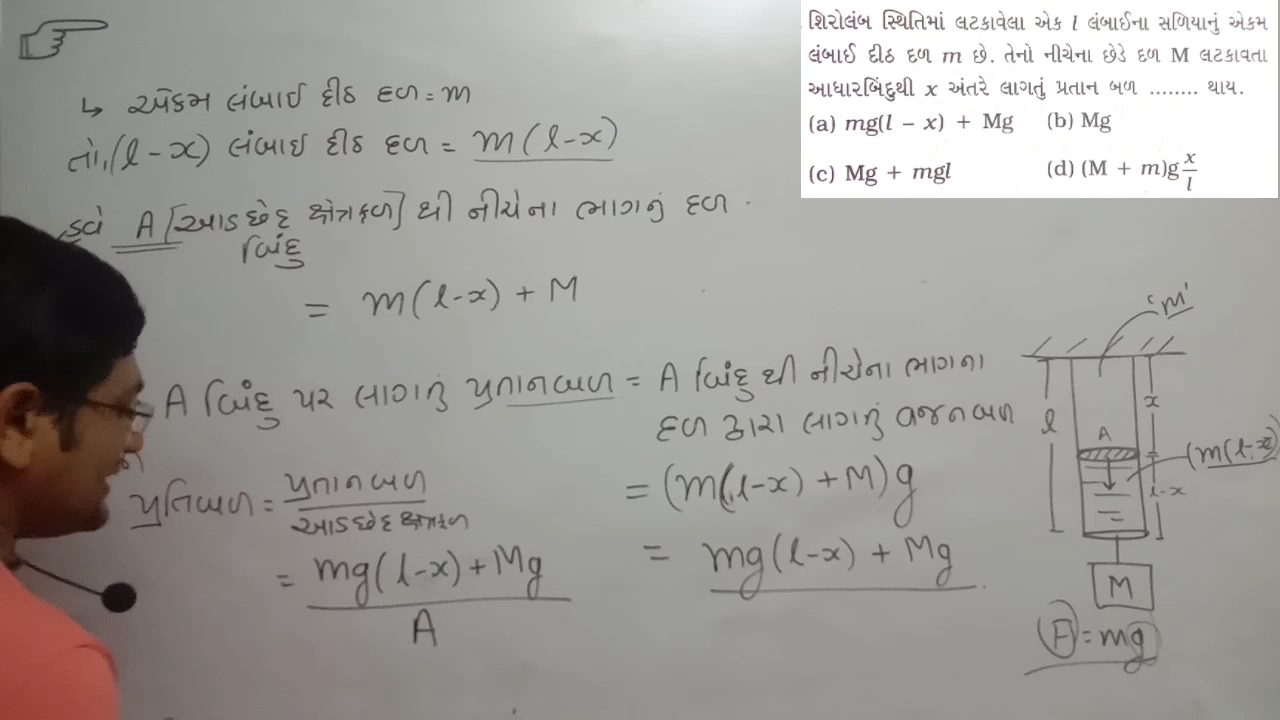 શિરોલંબ સ્થિતિમાં લટકાવેલા એક l લંબાઈના સળિયાનું એકમ
લંબાઈ દીઠ દળ m છે. તેનો નીચેના છેડે દળ M લટકાવતા
આધારબિંદુથી x અંતરે લાગતું પ્રતાન બળ ........ થાય.
(a) mg(l – x) + Mg (b) Mg
(c) Mg + mgl (d) (M + m)g x/l
↳ એકમ લંબાઈ દીઠ દળ = m
તો, (l-x) લંબાઇ દીઠ દળ = m(l-x)
હવે A [આડછેદ ક્ષેત્રફળ] થી નીચેના ભાગનું દળ
બિંદુ
= m(l-x) + M
A બિંદુ પર લાગતું પ્રતાનબળ = A બિંદુ થી નીચેના ભાગના
દળ દ્વારા લાગતું વજનબળ
= (m(l-x) + M)g
= mg(l-x) + Mg
પ્રતિબળ = પ્રતાનબળ / આડછેદ ક્ષેત્રફળ
= mg(l-x) + Mg / A
'm'
l
x
A
(m(l-x))
l-x
M
F = mg